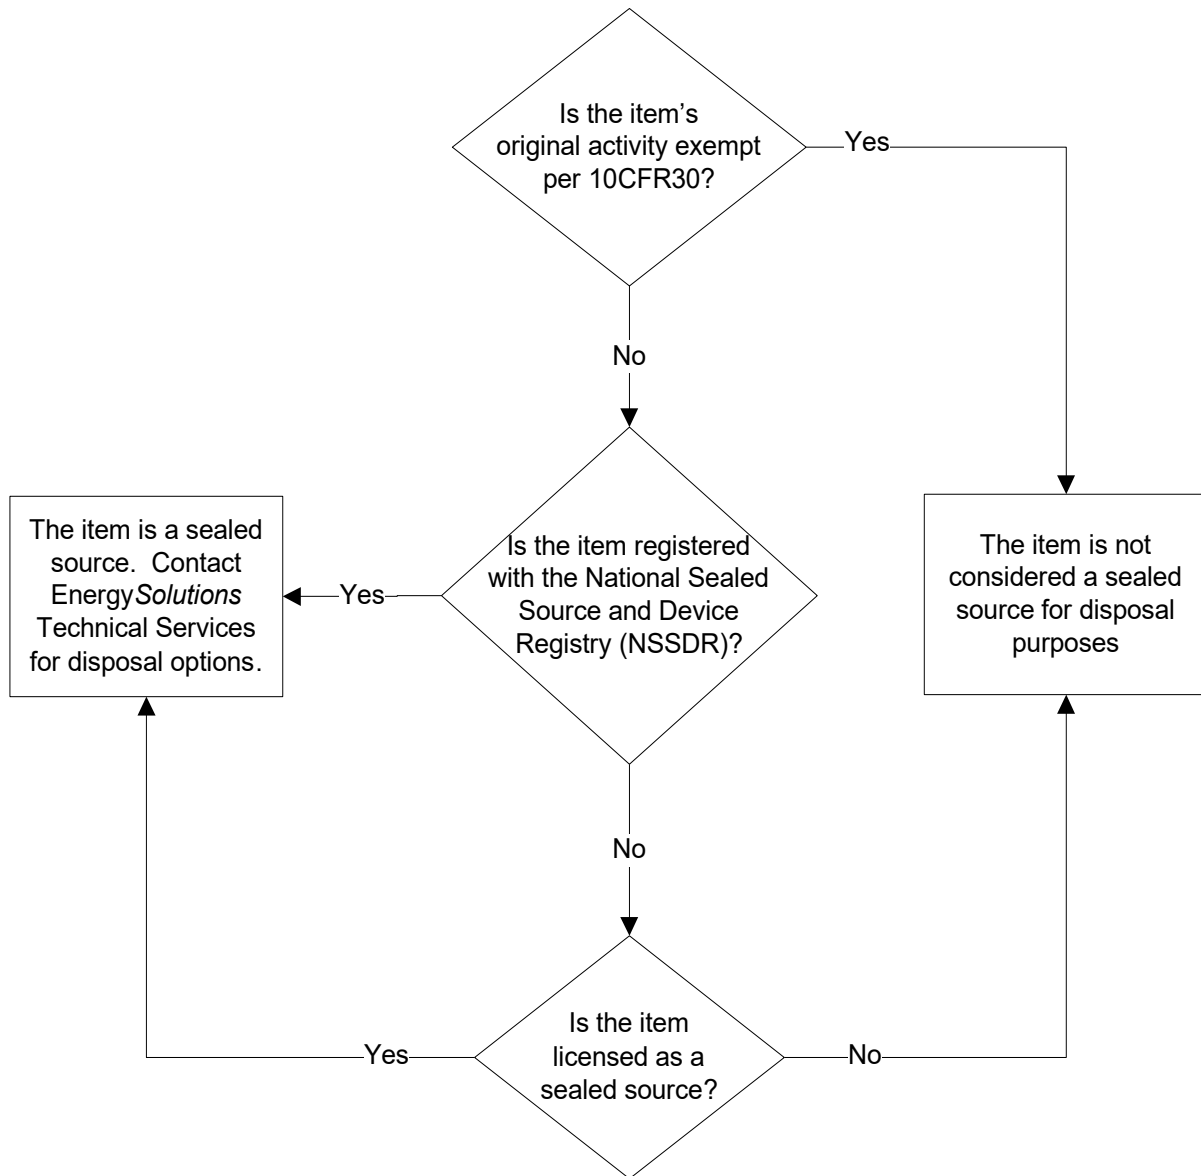 Is the item's
original activity exempt
per 10CFR30?
Yes
No
The item is a sealed
source.  Contact
EnergySolutions
Technical Services
for disposal options.
Yes
Is the item registered
with the National Sealed
Source and Device
Registry (NSSDR)?
The item is not
considered a sealed
source for disposal
purposes
No
Yes
Is the item
licensed as a
sealed source?
No